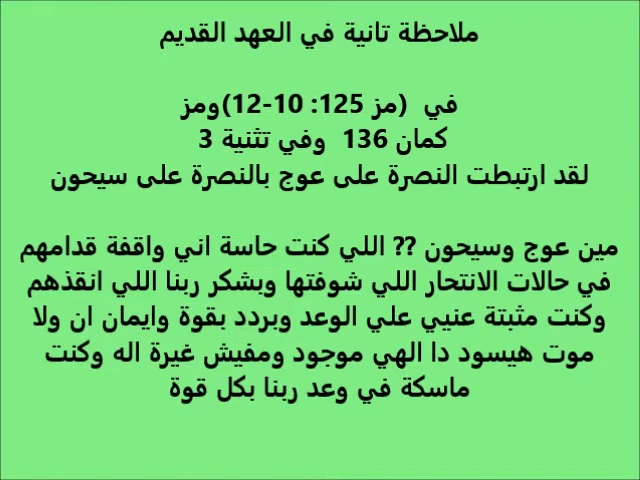 ملاحظة تانية في العهد القديم
في (مز 125: 10-12)ومز
كمان 136 وفي تثنية 3
لقد ارتبطت النصرة على عوج بالنصرة على سيحون
مين عوج وسيحون ?? اللي كنت حاسة اني واقفة قدامهم
في حالات الانتحار اللي شوفتها وبشكر ربنا اللي انقذهم
وكنت مثبتة عنيي علي الوعد وبردد بقوة وايمان ان ولا
موت هيسود دا الهي موجود ومفيش غيرة اله وكنت
ماسكة في وعد ربنا بكل قوة